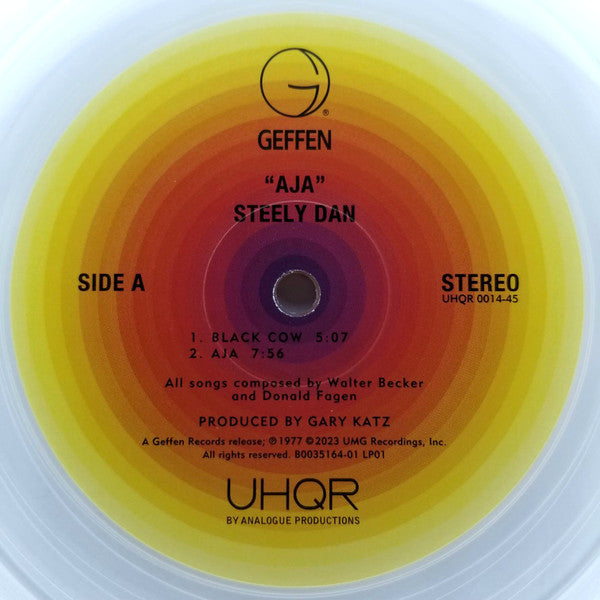 G®
GEFFEN
"AJA"
STEELY DAN
SIDE A
STEREO
UHQR 0014-45
1. BLACK COW 5:07
2. AJA 7:56
All songs composed by Walter Becker
and Donald Fagen
PRODUCED BY GARY KATZ
A Geffen Records release; ℗1977 ©2023 UMG Recordings, Inc.
All rights reserved. B0035164-01 LP01
UHQR
BY ANALOGUE PRODUCTIONS